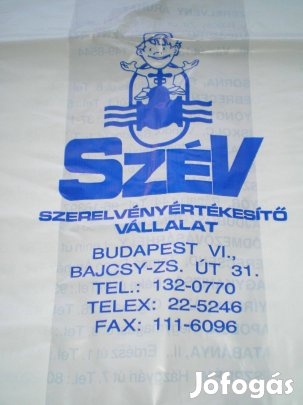 SZÉV
SZERELVÉNYÉRTÉKESÍTŐ
VÁLLALAT
BUDAPEST VI.,
BAJCSY-ZS. ÚT 31.
TEL.: 132-0770
TELEX: 22-5246
FAX: 111-6096
Jófogás